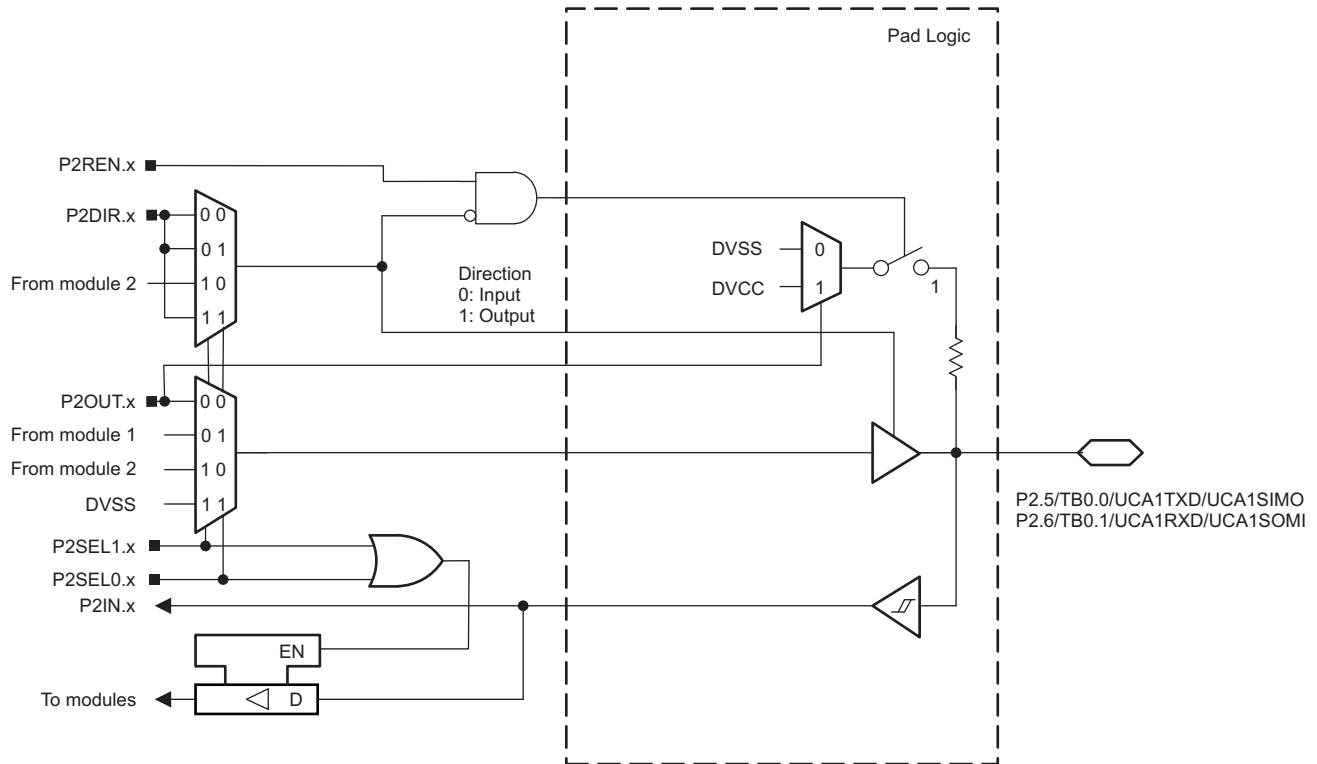 Pad Logic
P2REN.x
P2DIR.x
0 0
0 1
From module 2
1 0
1 1
Direction
0: Input
1: Output
DVSS
0
DVCC
1
1
P2OUT.x
0 0
From module 1
0 1
From module 2
1 0
DVSS
1 1
P2.5/TB0.0/UCA1TXD/UCA1SIMO
P2.6/TB0.1/UCA1RXD/UCA1SOMI
P2SEL1.x
P2SEL0.x
P2IN.x
EN
To modules
D